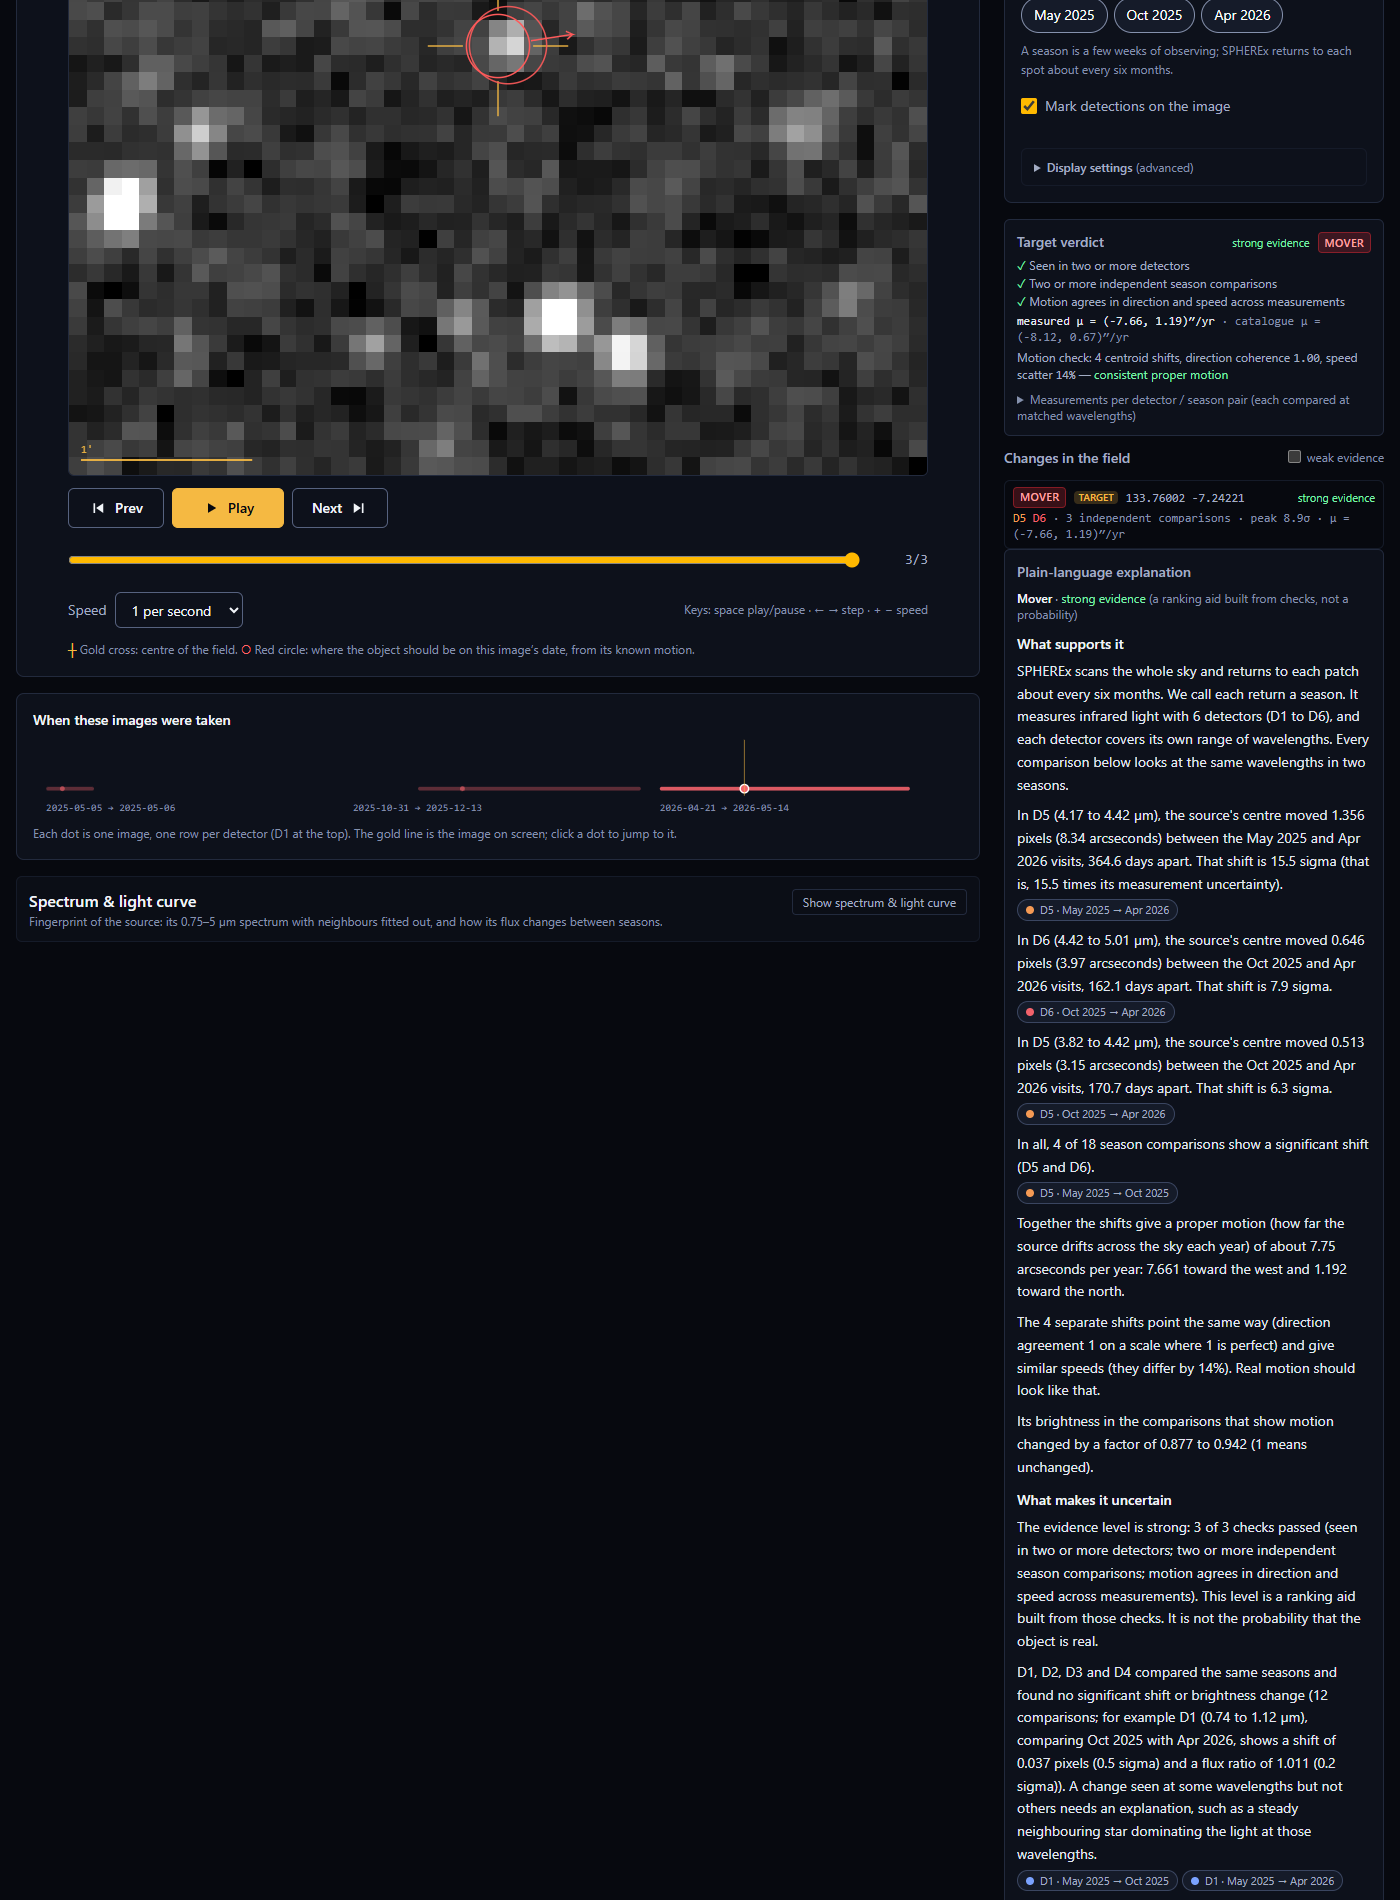 1'
Prev
Play
Next
3/3
Speed
1 per second
Keys: space play/pause · ← → step · + − speed
Gold cross: centre of the field. Red circle: where the object should be on this image's date, from its known motion.
When these images were taken
2025-05-05 → 2025-05-06
2025-10-31 → 2025-12-13
2026-04-21 → 2026-05-14
Each dot is one image, one row per detector (D1 at the top). The gold line is the image on screen; click a dot to jump to it.
Spectrum & light curve
Fingerprint of the source: its 0.75–5 µm spectrum with neighbours fitted out, and how its flux changes between seasons.
Show spectrum & light curve
May 2025
Oct 2025
Apr 2026
A season is a few weeks of observing; SPHEREx returns to each
spot about every six months.
Mark detections on the image
Display settings (advanced)
Target verdict
strong evidence
MOVER
✓ Seen in two or more detectors
✓ Two or more independent season comparisons
✓ Motion agrees in direction and speed across measurements
measured µ = (-7.66, 1.19)″/yr · catalogue µ =
(-8.12, 0.67)″/yr
Motion check: 4 centroid shifts, direction coherence 1.00, speed
scatter 14% — consistent proper motion
Measurements per detector / season pair (each compared at
matched wavelengths)
Changes in the field
weak evidence
MOVER TARGET 133.76002 -7.24221 strong evidence
D5 D6 · 3 independent comparisons · peak 8.9σ · µ =
(-7.66, 1.19)″/yr
Plain-language explanation
Mover · strong evidence (a ranking aid built from checks, not a
probability)
What supports it
SPHEREx scans the whole sky and returns to each patch
about every six months. We call each return a season. It
measures infrared light with 6 detectors (D1 to D6), and
each detector covers its own range of wavelengths. Every
comparison below looks at the same wavelengths in two
seasons.
In D5 (4.17 to 4.42 µm), the source's centre moved 1.356
pixels (8.34 arcseconds) between the May 2025 and Apr
2026 visits, 364.6 days apart. That shift is 15.5 sigma (that
is, 15.5 times its measurement uncertainty).
D5 · May 2025 → Apr 2026
In D6 (4.42 to 5.01 µm), the source's centre moved 0.646
pixels (3.97 arcseconds) between the Oct 2025 and Apr
2026 visits, 162.1 days apart. That shift is 7.9 sigma.
D6 · Oct 2025 → Apr 2026
In D5 (3.82 to 4.42 µm), the source's centre moved 0.513
pixels (3.15 arcseconds) between the Oct 2025 and Apr
2026 visits, 170.7 days apart. That shift is 6.3 sigma.
D5 · Oct 2025 → Apr 2026
In all, 4 of 18 season comparisons show a significant shift
(D5 and D6).
D5 · May 2025 → Oct 2025
Together the shifts give a proper motion (how far the
source drifts across the sky each year) of about 7.75
arcseconds per year: 7.661 toward the west and 1.192
toward the north.
The 4 separate shifts point the same way (direction
agreement 1 on a scale where 1 is perfect) and give
similar speeds (they differ by 14%). Real motion should
look like that.
Its brightness in the comparisons that show motion
changed by a factor of 0.877 to 0.942 (1 means
unchanged).
What makes it uncertain
The evidence level is strong: 3 of 3 checks passed (seen
in two or more detectors; two or more independent
season comparisons; motion agrees in direction and
speed across measurements). This level is a ranking aid
built from those checks. It is not the probability that the
object is real.
D1, D2, D3 and D4 compared the same seasons and
found no significant shift or brightness change (12
comparisons; for example D1 (0.74 to 1.12 µm),
comparing Oct 2025 with Apr 2026, shows a shift of
0.037 pixels (0.5 sigma) and a flux ratio of 1.011 (0.2
sigma)). A change seen at some wavelengths but not
others needs an explanation, such as a steady
neighbouring star dominating the light at those
wavelengths.
D1 · May 2025 → Oct 2025
D1 · May 2025 → Apr 2026